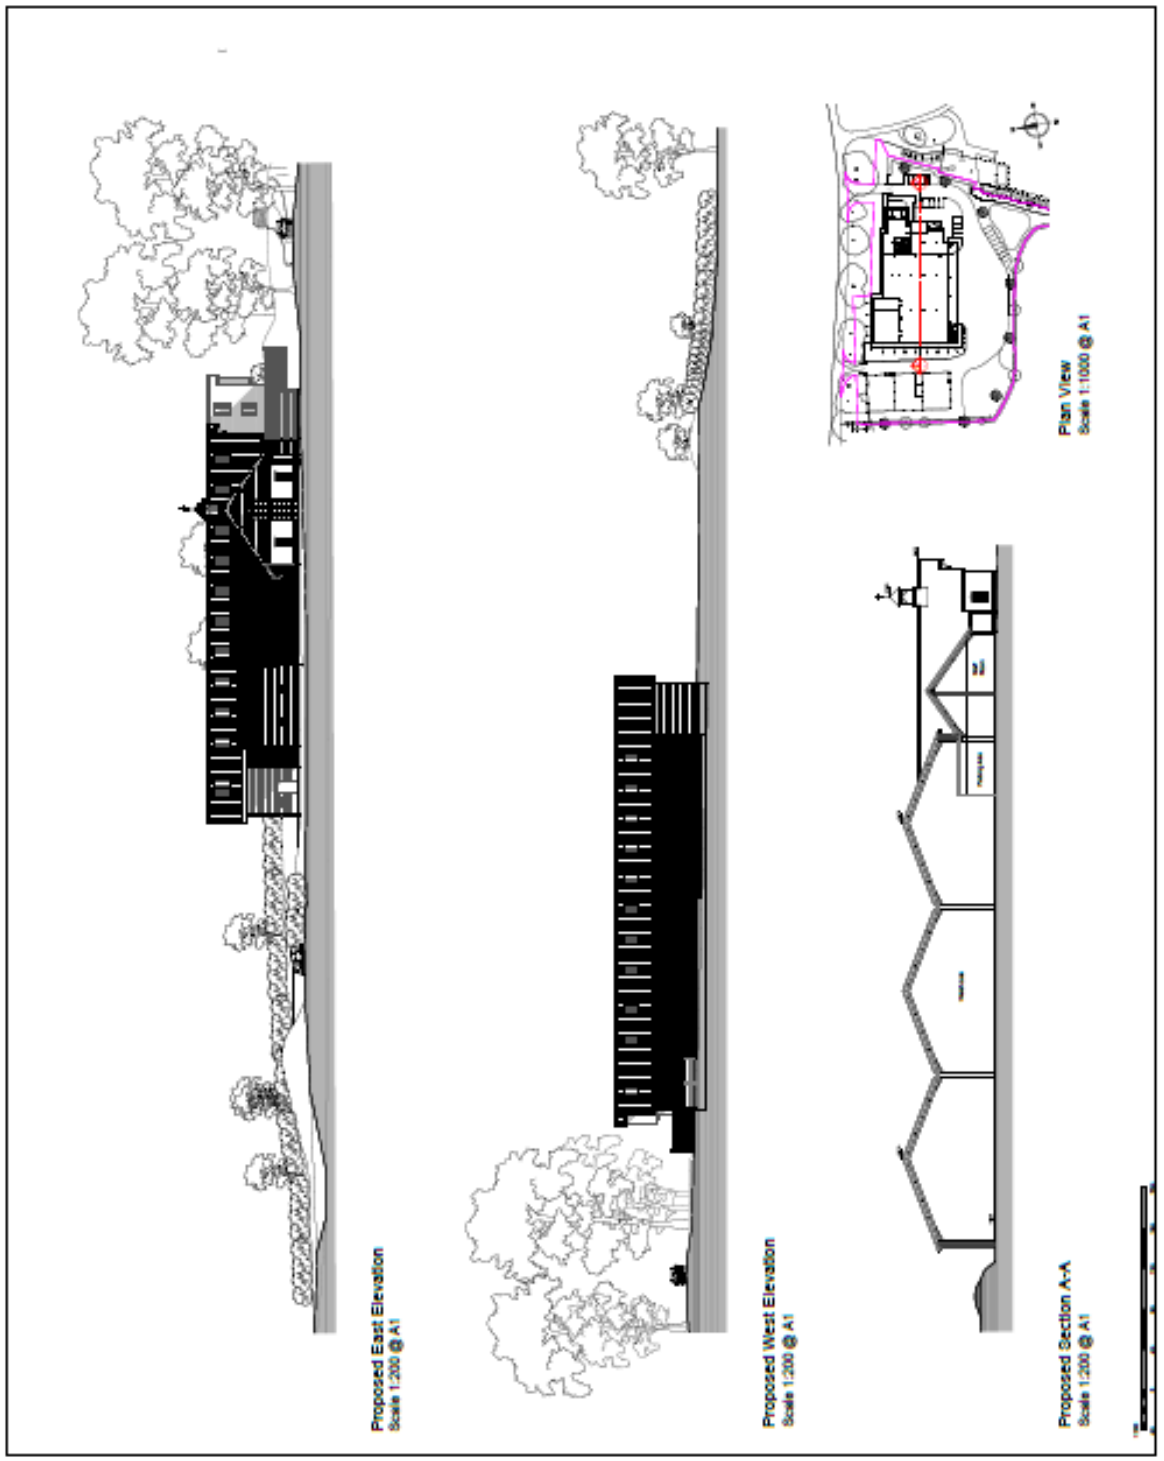 Proposed East Elevation
Scale 1:200 @ A1
Proposed West Elevation
Scale 1:200 @ A1
Plan View
Scale 1:1000 @ A1
Proposed Section A-A
Scale 1:200 @ A1